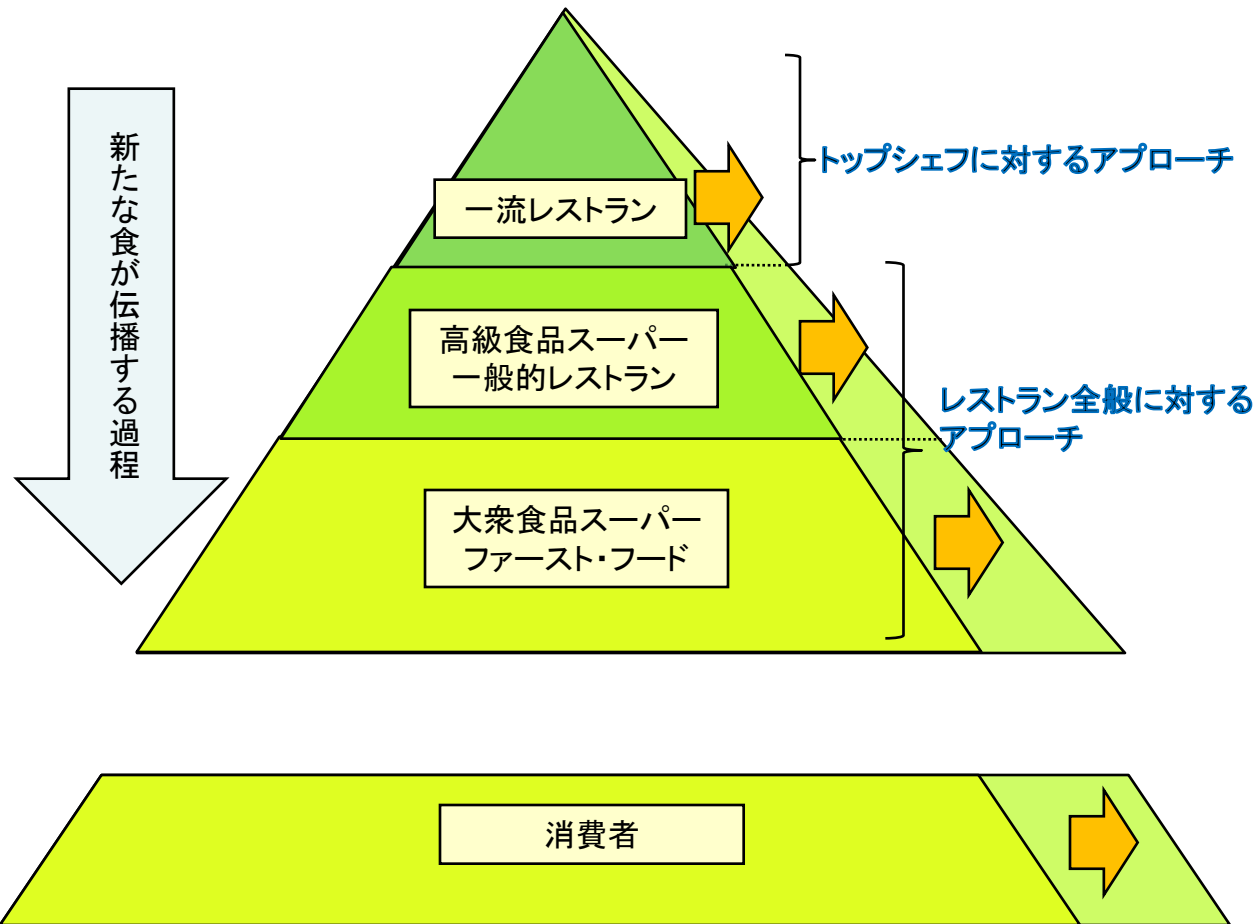 新たな食が伝播する過程
トップシェフに対するアプローチ
一流レストラン
高級食品スーパー
一般的レストラン
レストラン全般に対する
アプローチ
大衆食品スーパー
ファースト・フード
消費者